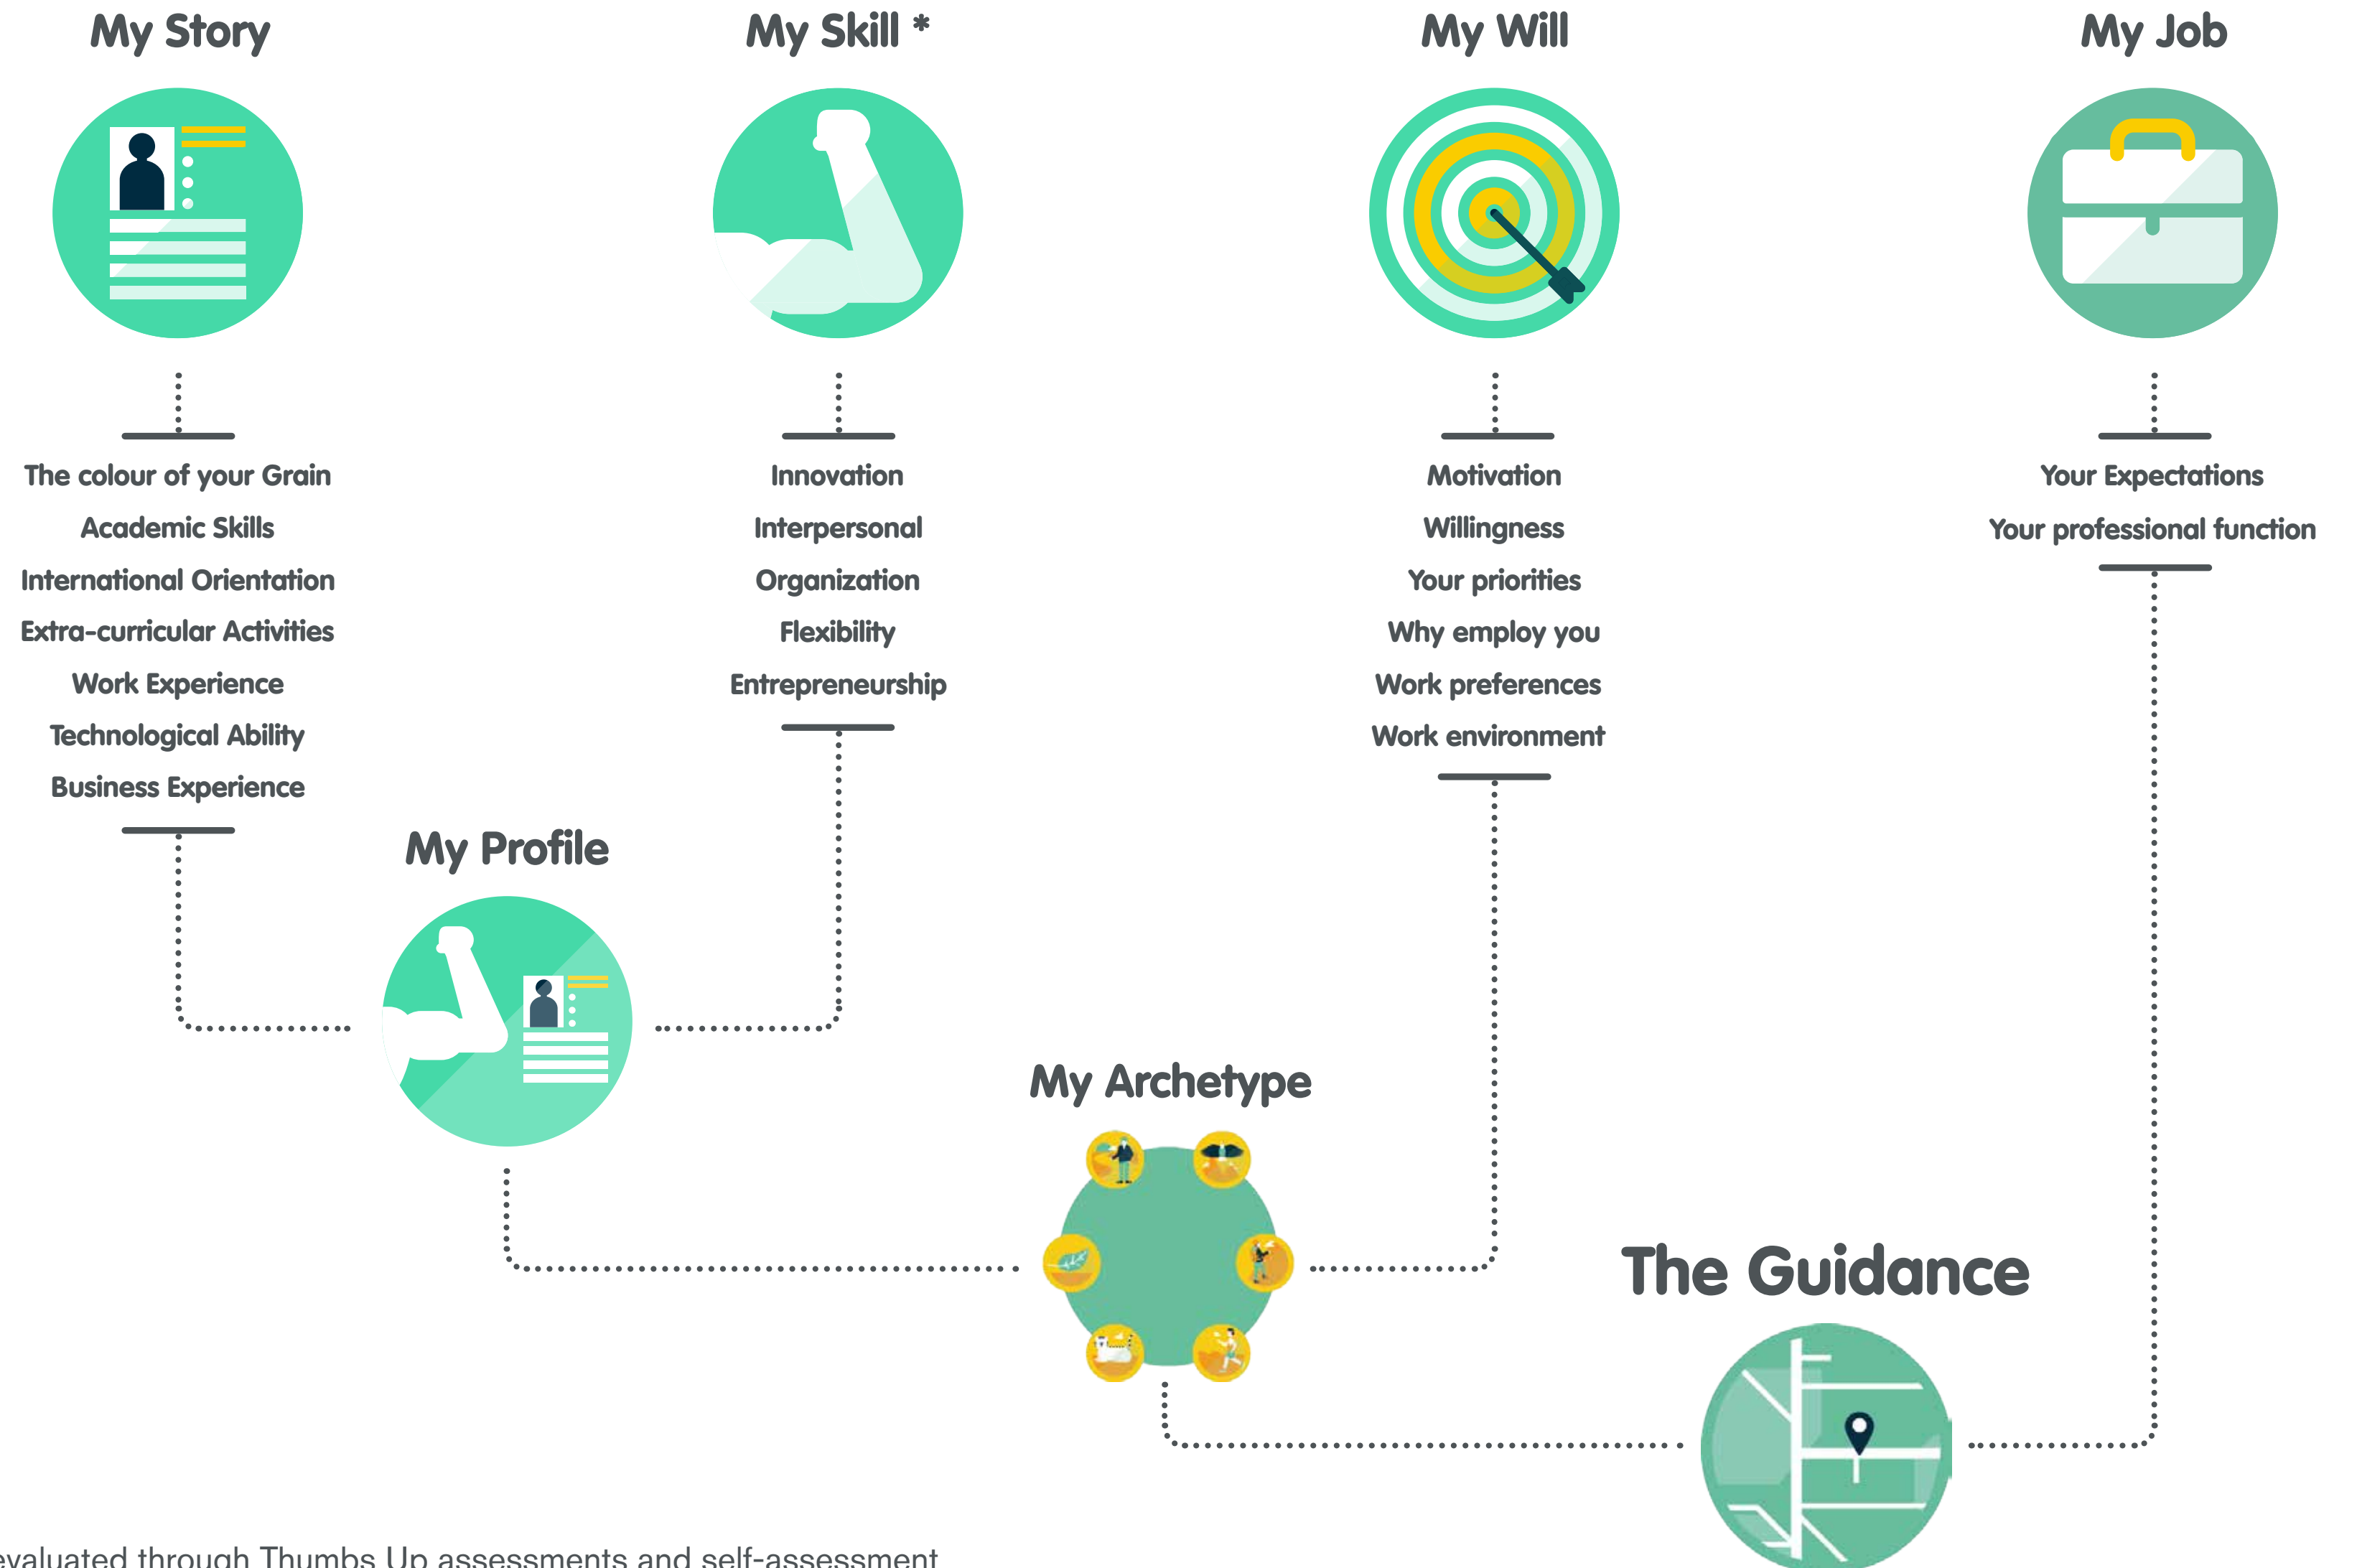 My Story
The colour of your Grain
Academic Skills
International Orientation
Extra-curricular Activities
Work Experience
Technological Ability
Business Experience
My Skill *
Innovation
Interpersonal
Organization
Flexibility
Entrepreneurship
My Will
Motivation
Willingness
Your priorities
Why employ you
Work preferences
Work environment
My Job
Your Expectations
Your professional function
My Profile
My Archetype
The Guidance
evaluated through Thumbs Up assessments and self-assessment